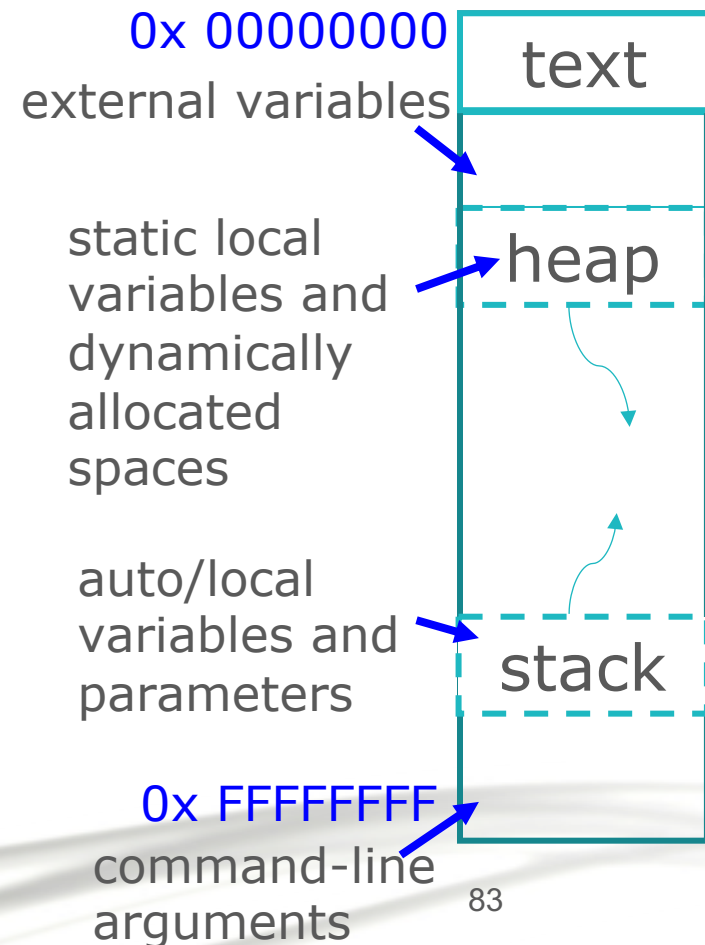 0x 00000000
text
external variables
static local
variables and
dynamically
allocated
spaces
heap
auto/local
variables and
parameters
stack
0x FFFFFFFF
command-line
arguments
83